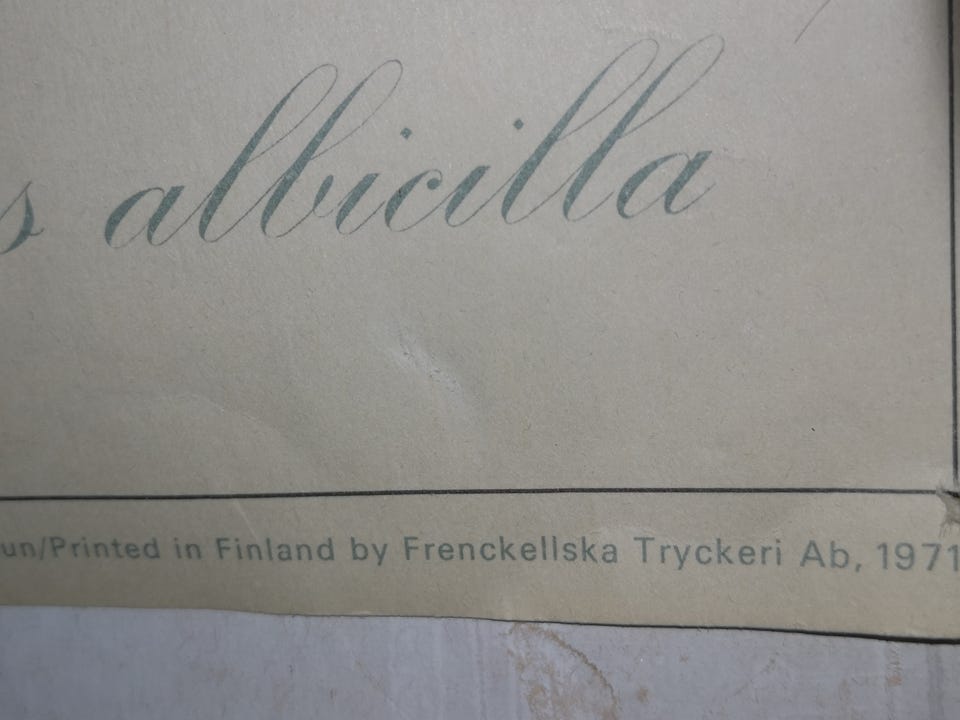 s albicilla
un/Printed in Finland by Frenckellska Tryckeri Ab, 1971